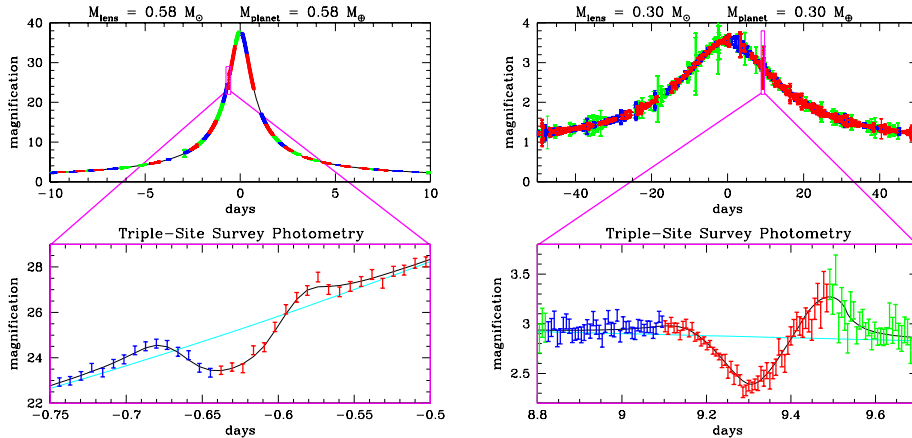 M_lens = 0.58 M_⊙ M_planet = 0.58 M_⊕
magnification
40
30
20
10
0
−10 −5 0 5 10
days
M_lens = 0.30 M_⊙ M_planet = 0.30 M_⊕
magnification
4
3
2
1
0
−40 −20 0 20 40
days
Triple−Site Survey Photometry
magnification
28
26
24
22
−0.75 −0.7 −0.65 −0.6 −0.55 −0.5
days
Triple−Site Survey Photometry
magnification
3.5
3
2.5
8.8 9 9.2 9.4 9.6
days